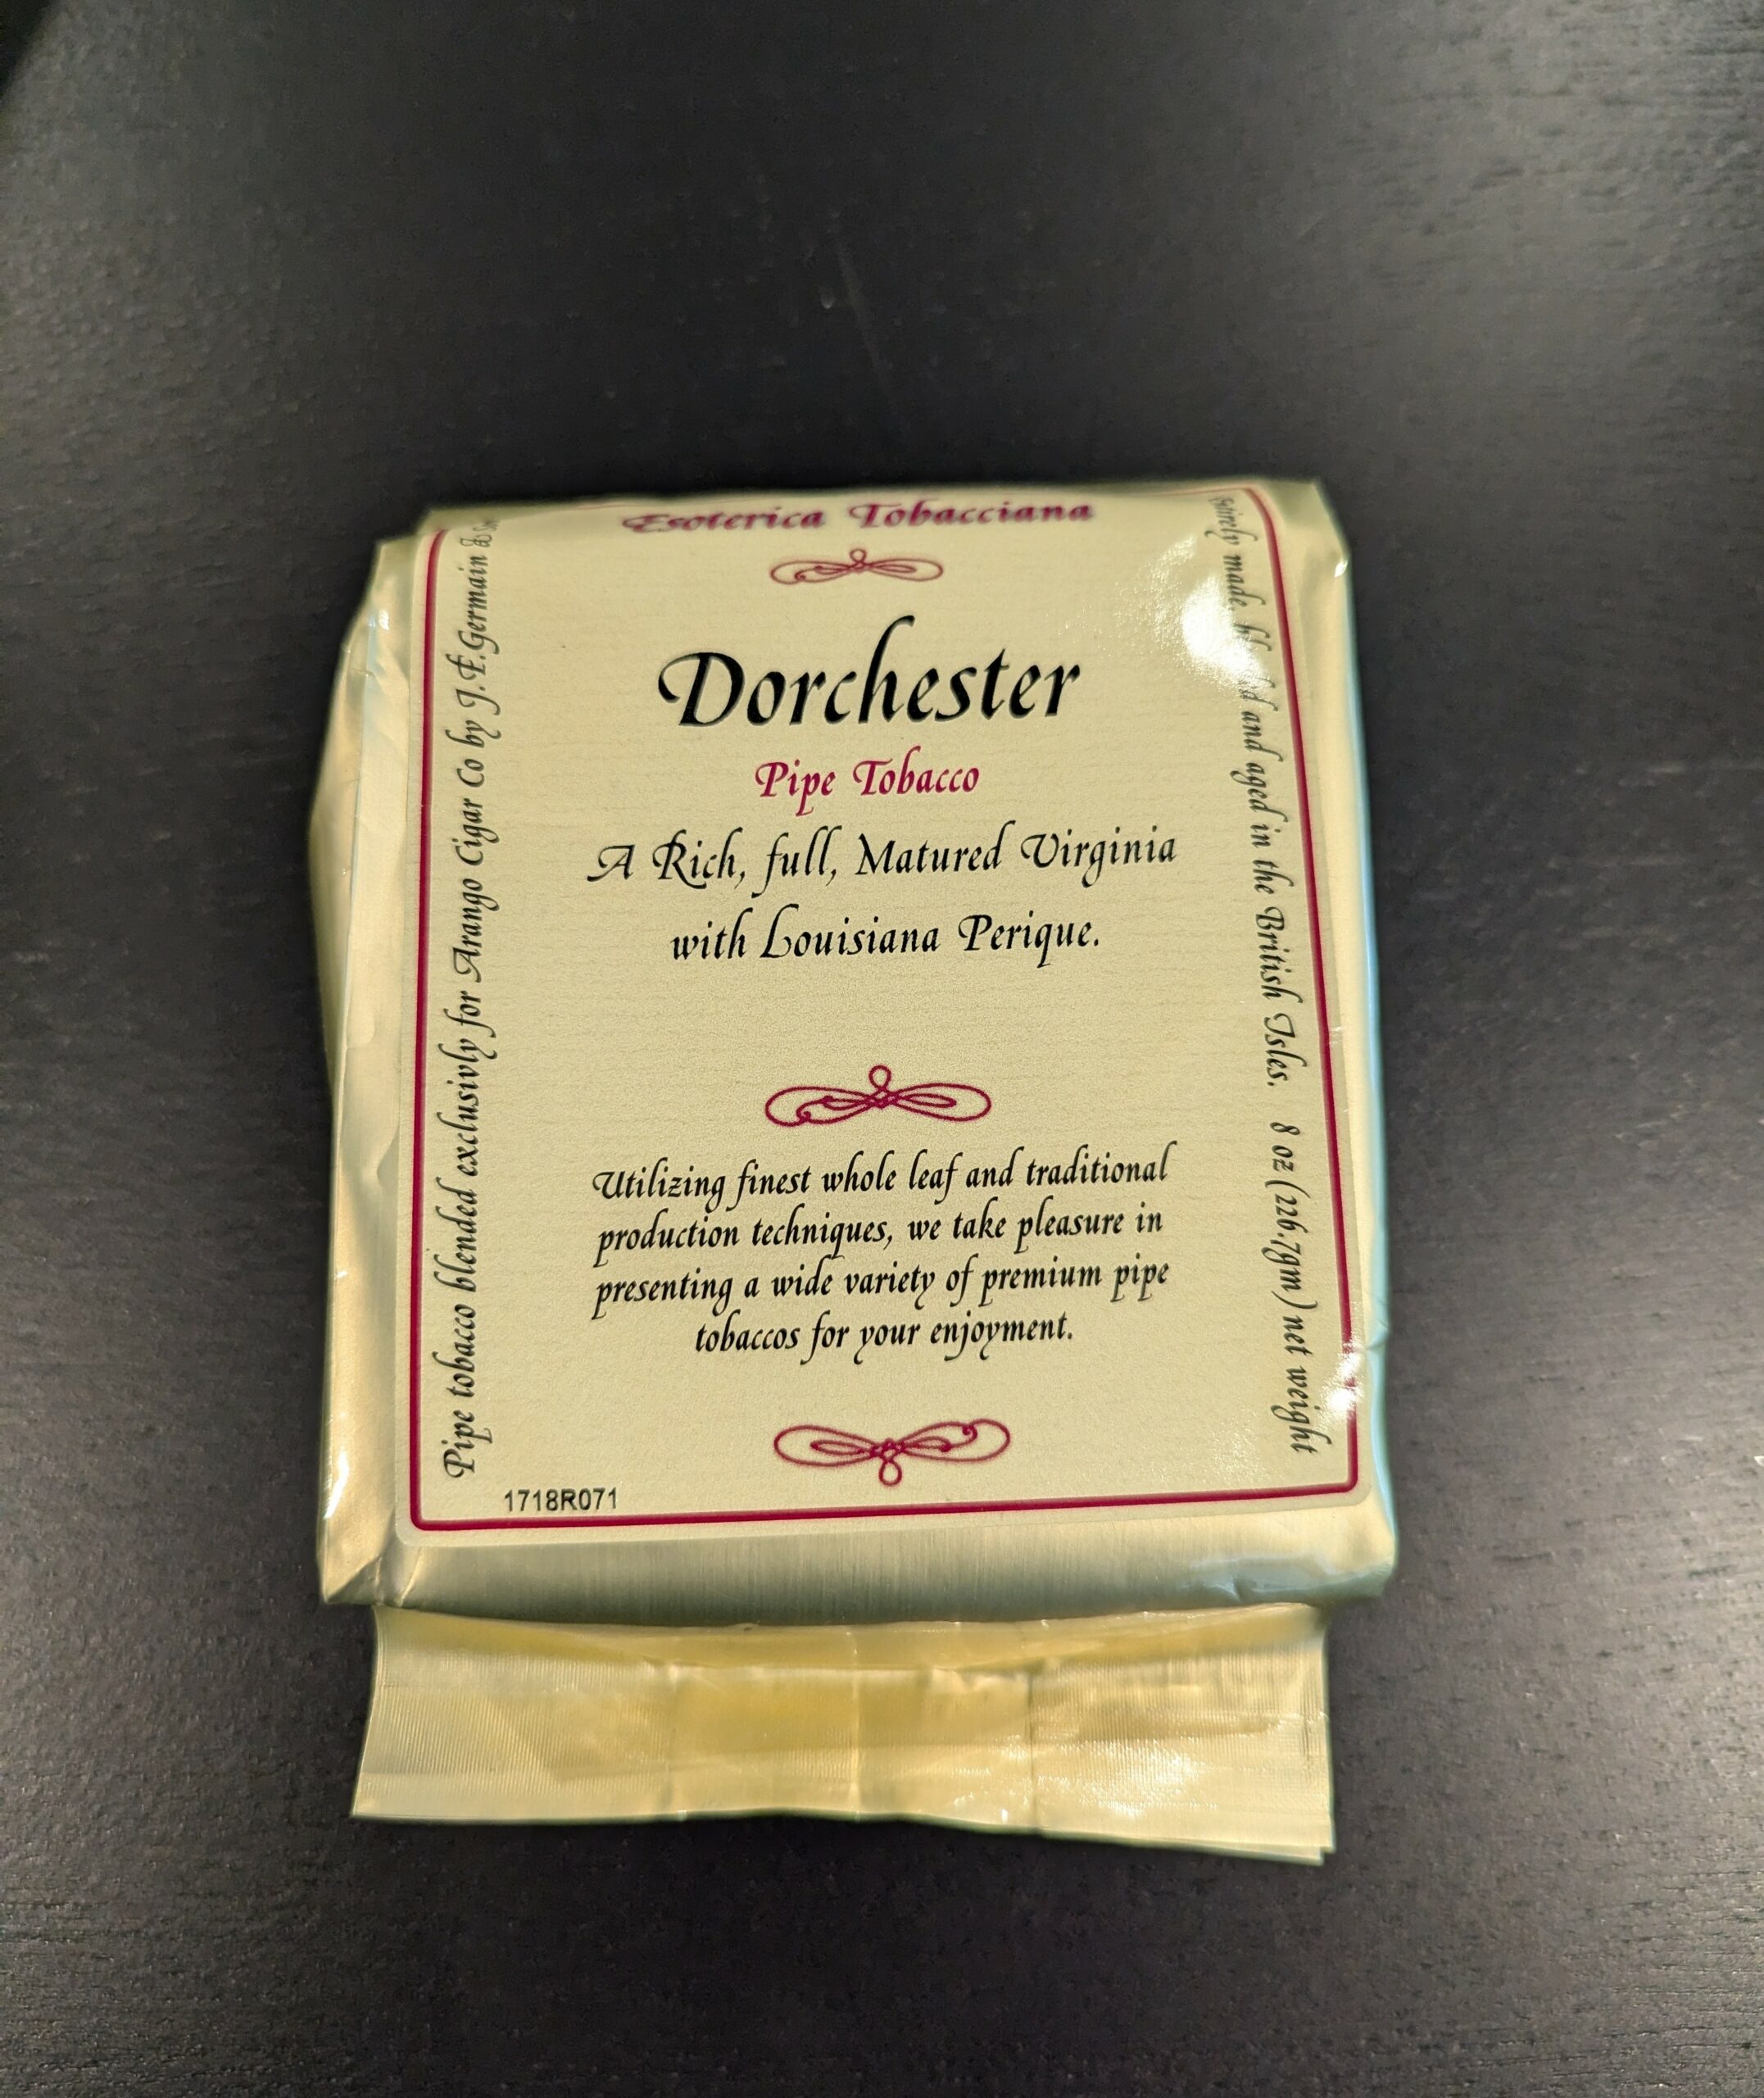 Esoterica Tobacciana
Dorchester
Pipe Tobacco
A Rich, full, Matured Virginia
with Louisiana Perique.
Utilizing finest whole leaf and traditional
production techniques, we take pleasure in
presenting a wide variety of premium pipe
tobaccos for your enjoyment.
1718R071
Pipe tobacco blended exclusivly for Arango Cigar Co by J.F.Germain &
made, and aged in the British Isles. 8 oz (226.7gm) net weight